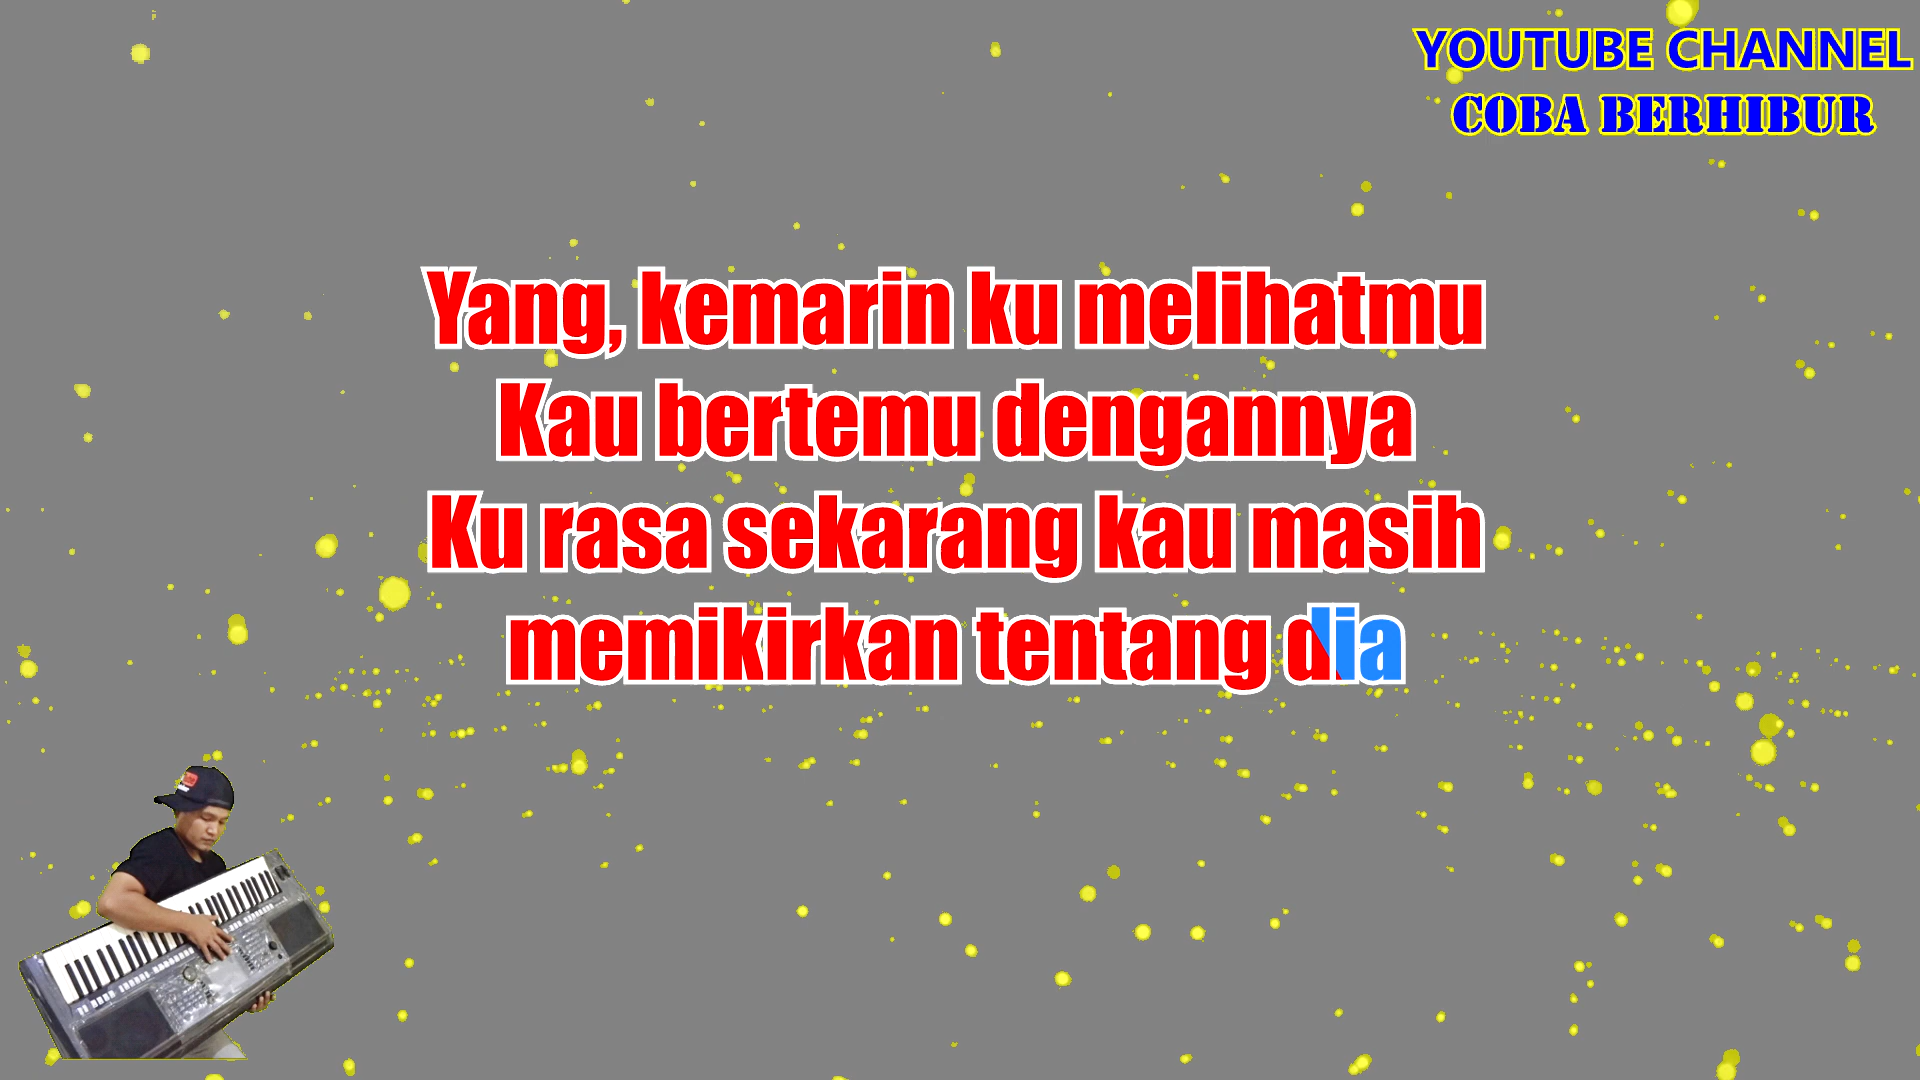 YOUTUBE CHANNEL
COBA BERHIBUR
Yang, kemarin ku melihatmu
Kau bertemu dengannya
Ku rasa sekarang kau masih
memikirkan tentang dia